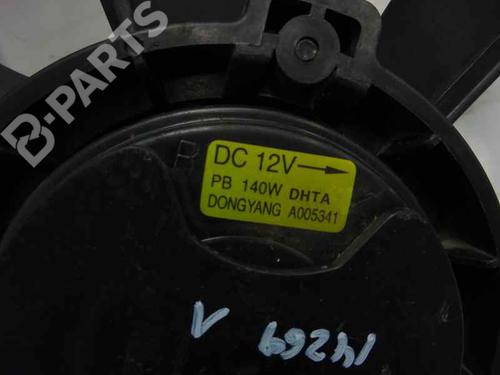 B-PARTS
P
DC 12V
PB 140W DHTA
DONGYANG A005341
14269 V